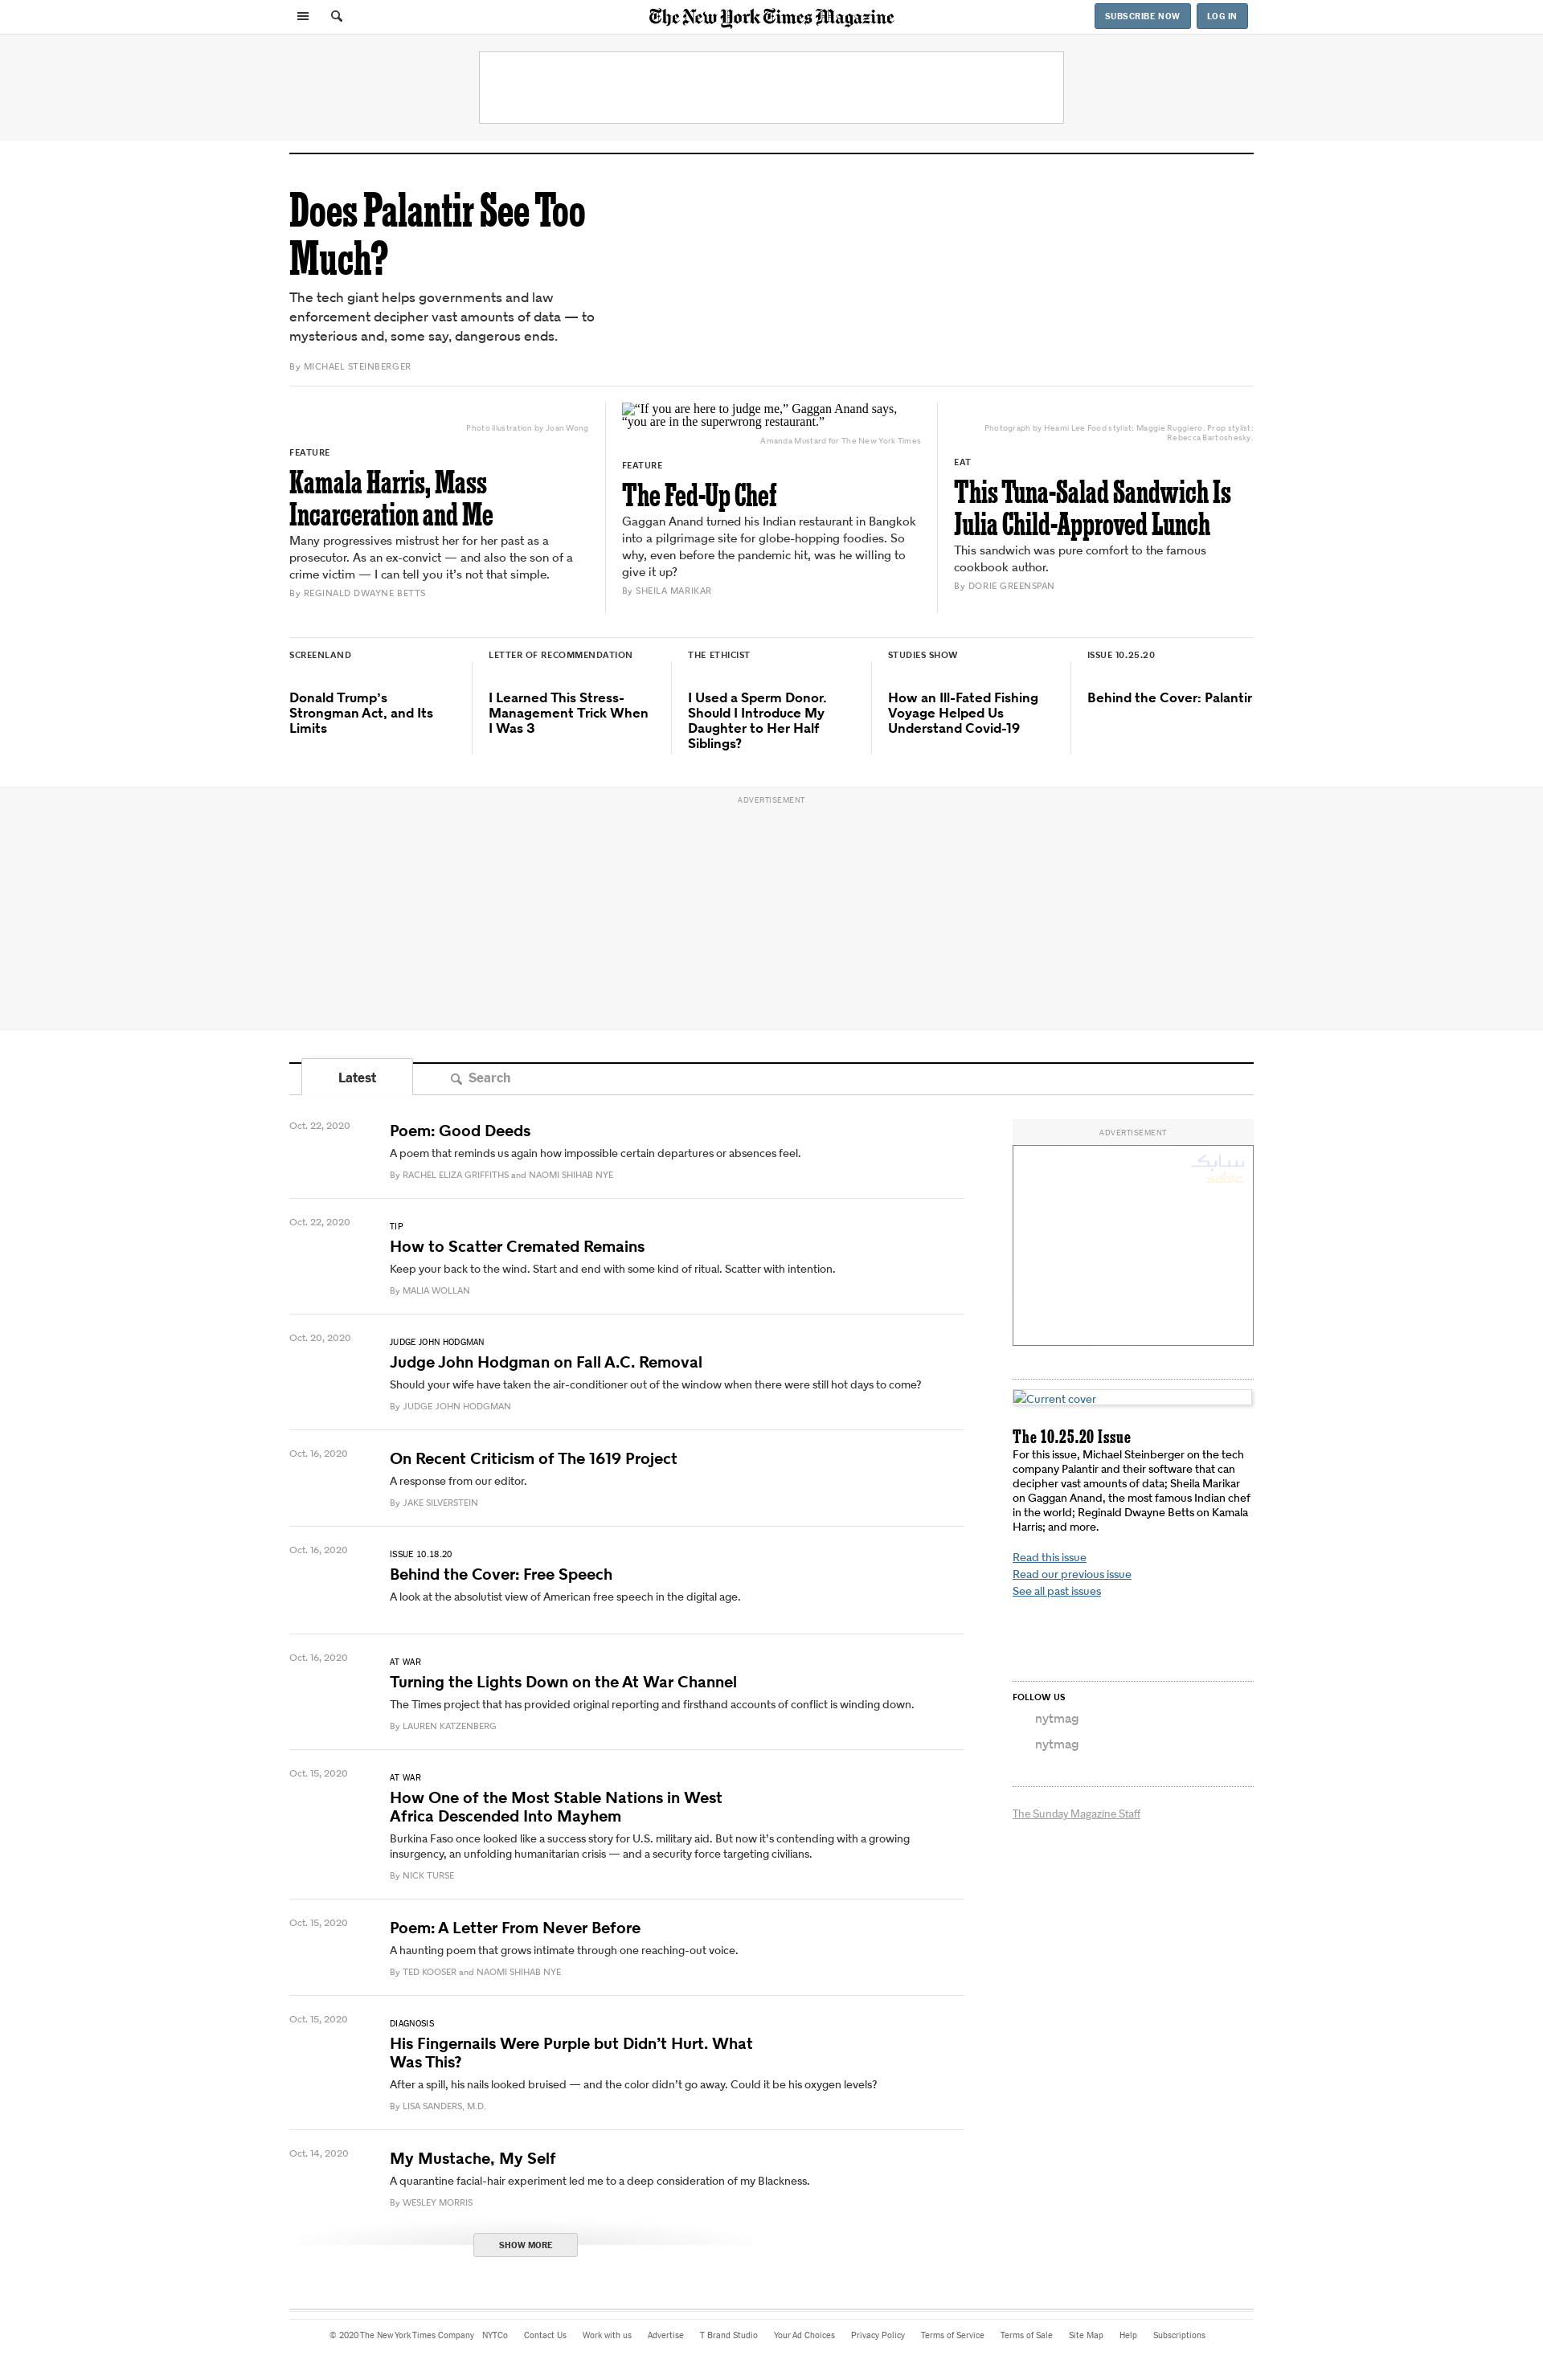 The New York Times Magazine
SUBSCRIBE NOW
LOG IN
Does Palantir See Too
Much?
The tech giant helps governments and law
enforcement decipher vast amounts of data — to
mysterious and, some say, dangerous ends.
By MICHAEL STEINBERGER
Photo illustration by Joan Wong
FEATURE
Kamala Harris, Mass
Incarceration and Me
Many progressives mistrust her for her past as a
prosecutor. As an ex-convict — and also the son of a
crime victim — I can tell you it’s not that simple.
By REGINALD DWAYNE BETTS
“If you are here to judge me,” Gaggan Anand says,
“you are in the superwrong restaurant.”
Amanda Mustard for The New York Times
FEATURE
The Fed-Up Chef
Gaggan Anand turned his Indian restaurant in Bangkok
into a pilgrimage site for globe-hopping foodies. So
why, even before the pandemic hit, was he willing to
give it up?
By SHEILA MARIKAR
Photograph by Heami Lee Food stylist: Maggie Ruggiero. Prop stylist:
Rebecca Bartoshesky.
EAT
This Tuna-Salad Sandwich Is
Julia Child-Approved Lunch
This sandwich was pure comfort to the famous
cookbook author.
By DORIE GREENSPAN
SCREENLAND
Donald Trump’s
Strongman Act, and Its
Limits
LETTER OF RECOMMENDATION
I Learned This Stress-
Management Trick When
I Was 3
THE ETHICIST
I Used a Sperm Donor.
Should I Introduce My
Daughter to Her Half
Siblings?
STUDIES SHOW
How an Ill-Fated Fishing
Voyage Helped Us
Understand Covid-19
ISSUE 10.25.20
Behind the Cover: Palantir
ADVERTISEMENT
Latest
Search
Oct. 22, 2020
Poem: Good Deeds
A poem that reminds us again how impossible certain departures or absences feel.
By RACHEL ELIZA GRIFFITHS and NAOMI SHIHAB NYE
Oct. 22, 2020
TIP
How to Scatter Cremated Remains
Keep your back to the wind. Start and end with some kind of ritual. Scatter with intention.
By MALIA WOLLAN
Oct. 20, 2020
JUDGE JOHN HODGMAN
Judge John Hodgman on Fall A.C. Removal
Should your wife have taken the air-conditioner out of the window when there were still hot days to come?
By JUDGE JOHN HODGMAN
Oct. 16, 2020
On Recent Criticism of The 1619 Project
A response from our editor.
By JAKE SILVERSTEIN
Oct. 16, 2020
ISSUE 10.18.20
Behind the Cover: Free Speech
A look at the absolutist view of American free speech in the digital age.
Oct. 16, 2020
AT WAR
Turning the Lights Down on the At War Channel
The Times project that has provided original reporting and firsthand accounts of conflict is winding down.
By LAUREN KATZENBERG
Oct. 15, 2020
AT WAR
How One of the Most Stable Nations in West
Africa Descended Into Mayhem
Burkina Faso once looked like a success story for U.S. military aid. But now it’s contending with a growing
insurgency, an unfolding humanitarian crisis — and a security force targeting civilians.
By NICK TURSE
Oct. 15, 2020
Poem: A Letter From Never Before
A haunting poem that grows intimate through one reaching-out voice.
By TED KOOSER and NAOMI SHIHAB NYE
Oct. 15, 2020
DIAGNOSIS
His Fingernails Were Purple but Didn’t Hurt. What
Was This?
After a spill, his nails looked bruised — and the color didn’t go away. Could it be his oxygen levels?
By LISA SANDERS, M.D.
Oct. 14, 2020
My Mustache, My Self
A quarantine facial-hair experiment led me to a deep consideration of my Blackness.
By WESLEY MORRIS
SHOW MORE
ADVERTISEMENT
سابك
sabic
Current cover
The 10.25.20 Issue
For this issue, Michael Steinberger on the tech
company Palantir and their software that can
decipher vast amounts of data; Sheila Marikar
on Gaggan Anand, the most famous Indian chef
in the world; Reginald Dwayne Betts on Kamala
Harris; and more.
Read this issue
Read our previous issue
See all past issues
FOLLOW US
nytmag
nytmag
The Sunday Magazine Staff
© 2020 The New York Times Company NYTCo Contact Us Work with us Advertise T Brand Studio Your Ad Choices Privacy Policy Terms of Service Terms of Sale Site Map Help Subscriptions